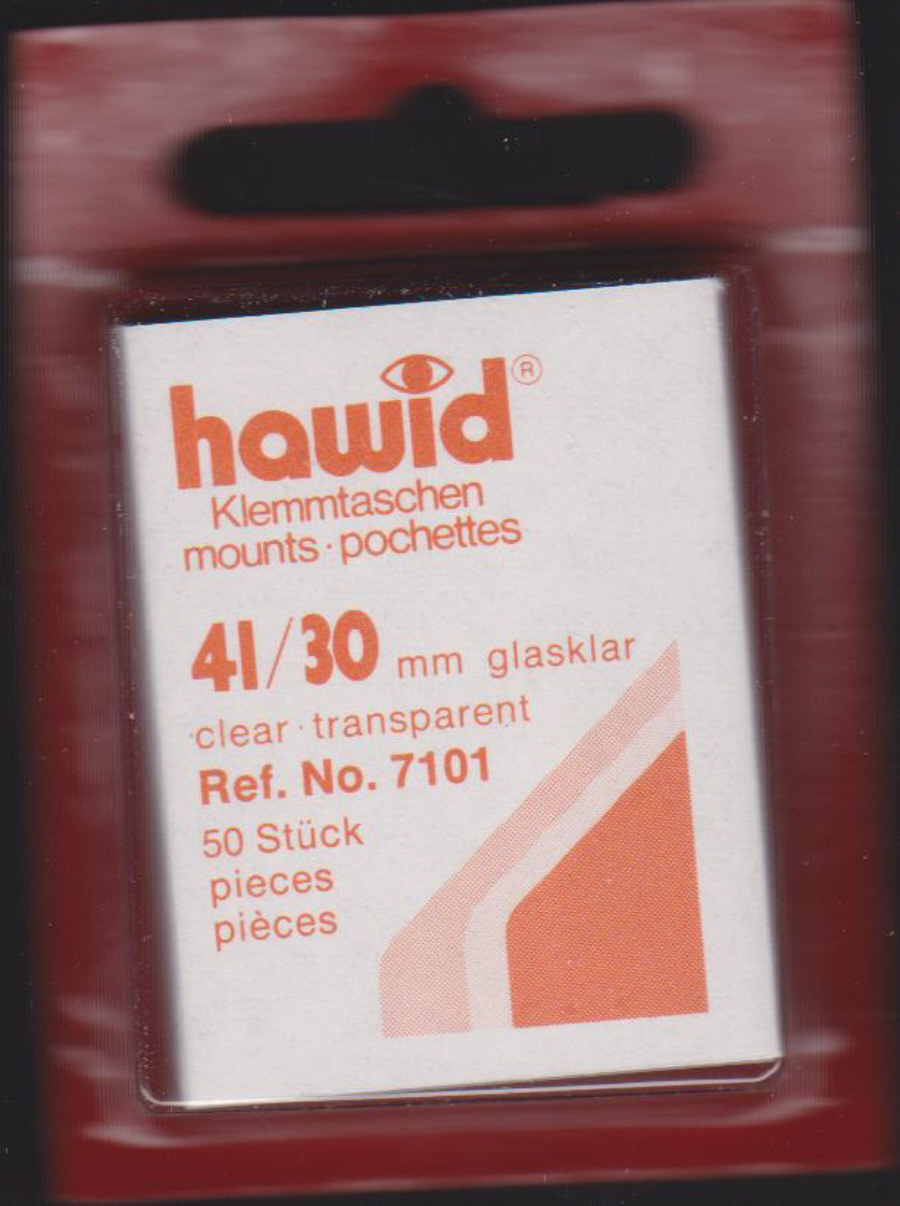 hawid®
Klemmtaschen
mounts · pochettes
41/30 mm glasklar
clear · transparent
Ref. No. 7101
50 Stück
pieces
pièces